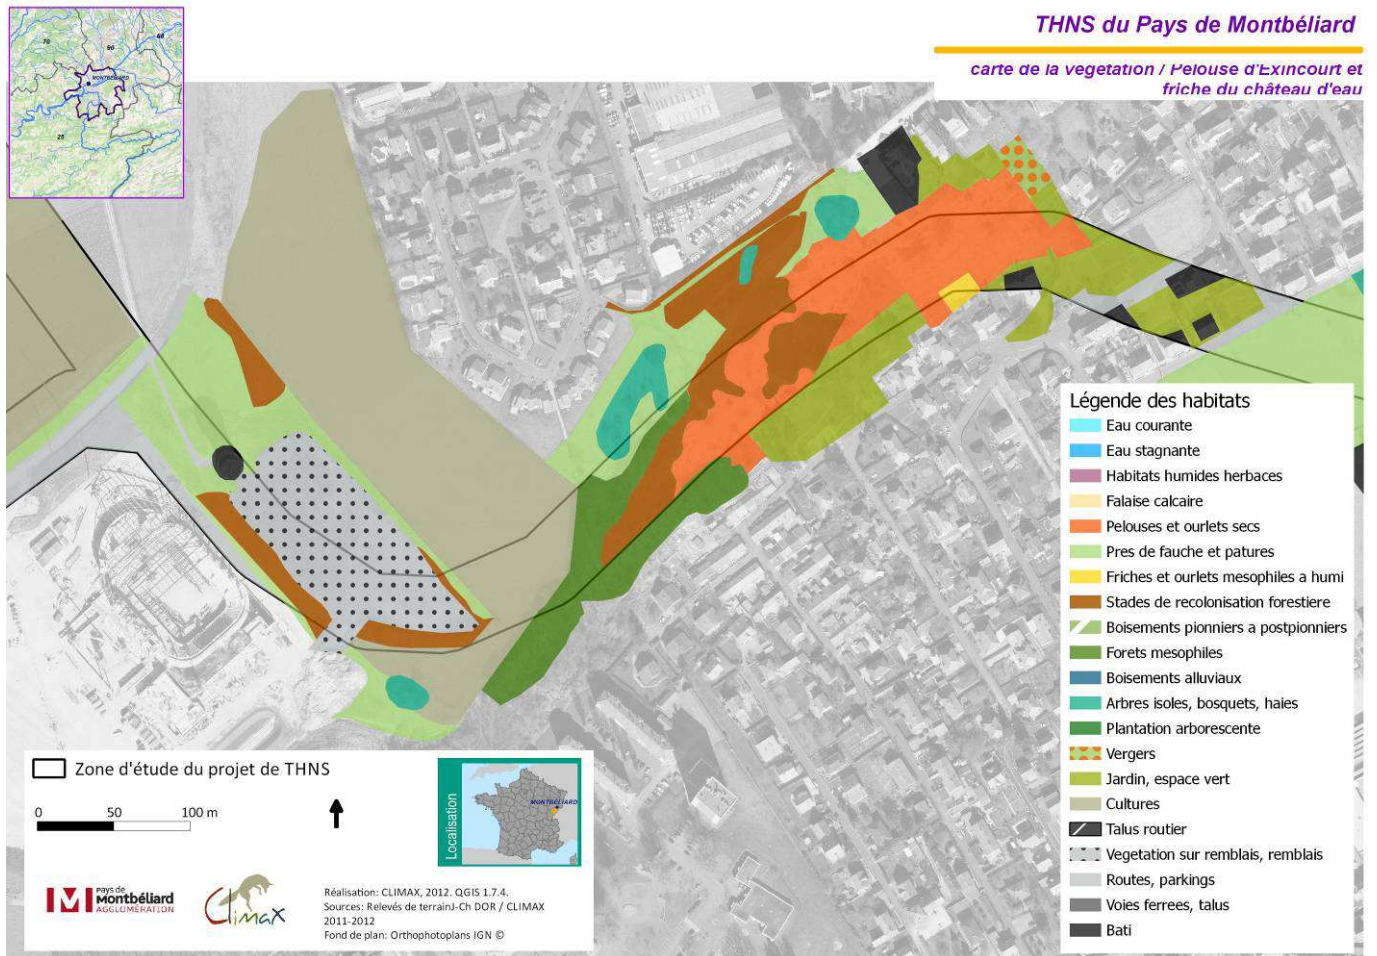 THNS du Pays de Montbéliard
carte de la vegetation / Pelouse d'Exincourt et
friche du château d'eau
70
90
68
MONTBELIARD
25
Légende des habitats
Eau courante
Eau stagnante
Habitats humides herbaces
Falaise calcaire
Pelouses et ourlets secs
Pres de fauche et patures
Friches et ourlets mesophiles a humi
Stades de recolonisation forestiere
Boisements pionniers a postpionniers
Forets mesophiles
Boisements alluviaux
Arbres isoles, bosquets, haies
Plantation arborescente
Vergers
Jardin, espace vert
Cultures
Talus routier
Vegetation sur remblais, remblais
Routes, parkings
Voies ferrees, talus
Bati
Zone d'étude du projet de THNS
0 50 100 m
Localisation
MONTBÉLIARD
pays de
Montbéliard
AGGLOMÉRATION
Climax
Réalisation: CLIMAX, 2012. QGIS 1.7.4.
Sources: Relevés de terrainJ-Ch DOR / CLIMAX
2011-2012
Fond de plan: Orthophotoplans IGN ©